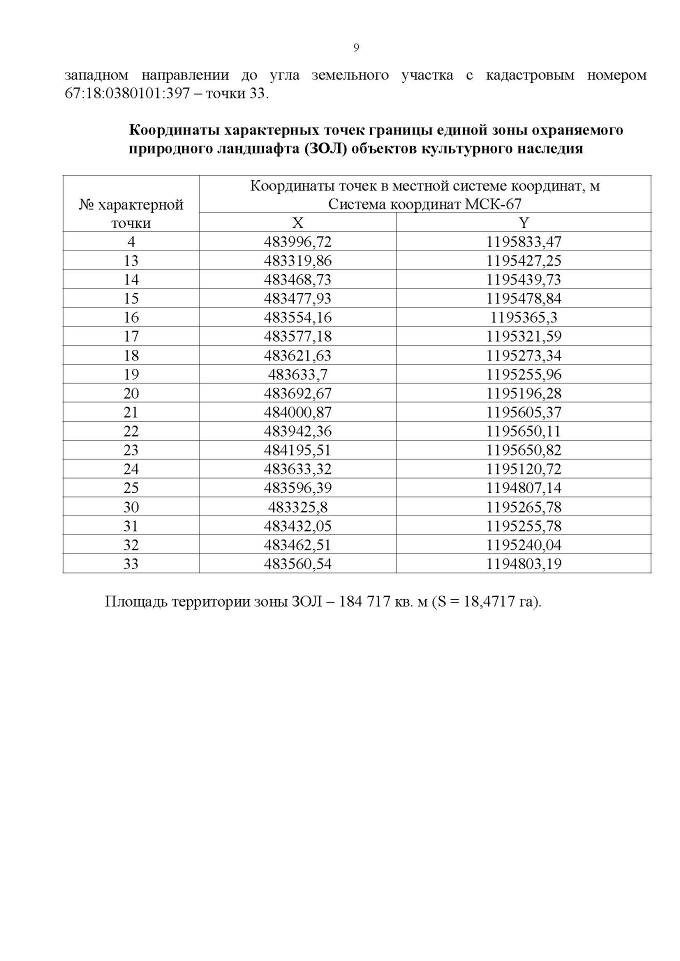 9
западном направлении до угла земельного участка с кадастровым номером
67:18:0380101:397 – точки 33.
Координаты характерных точек границы единой зоны охраняемого
природного ландшафта (ЗОЛ) объектов культурного наследия
№ характерной точки
Координаты точек в местной системе координат, м
Система координат МСК-67
X Y
4 483996,72 1195833,47
13 483319,86 1195427,25
14 483468,73 1195439,73
15 483477,93 1195478,84
16 483554,16 1195365,3
17 483577,18 1195321,59
18 483621,63 1195273,34
19 483633,7 1195255,96
20 483692,67 1195196,28
21 484000,87 1195605,37
22 483942,36 1195650,11
23 484195,51 1195650,82
24 483633,32 1195120,72
25 483596,39 1194807,14
30 483325,8 1195265,78
31 483432,05 1195255,78
32 483462,51 1195240,04
33 483560,54 1194803,19
Площадь территории зоны ЗОЛ – 184 717 кв. м (S = 18,4717 га).